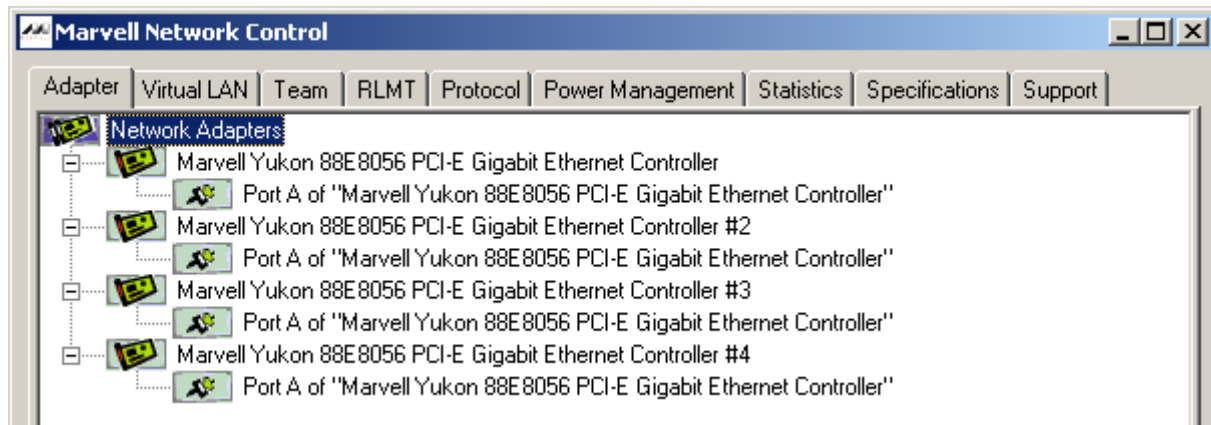 Marvell Network Control
Adapter Virtual LAN Team RLMT Protocol Power Management Statistics Specifications Support
Network Adapters
Marvell Yukon 88E8056 PCI-E Gigabit Ethernet Controller
Port A of "Marvell Yukon 88E8056 PCI-E Gigabit Ethernet Controller"
Marvell Yukon 88E8056 PCI-E Gigabit Ethernet Controller #2
Port A of "Marvell Yukon 88E8056 PCI-E Gigabit Ethernet Controller"
Marvell Yukon 88E8056 PCI-E Gigabit Ethernet Controller #3
Port A of "Marvell Yukon 88E8056 PCI-E Gigabit Ethernet Controller"
Marvell Yukon 88E8056 PCI-E Gigabit Ethernet Controller #4
Port A of "Marvell Yukon 88E8056 PCI-E Gigabit Ethernet Controller"